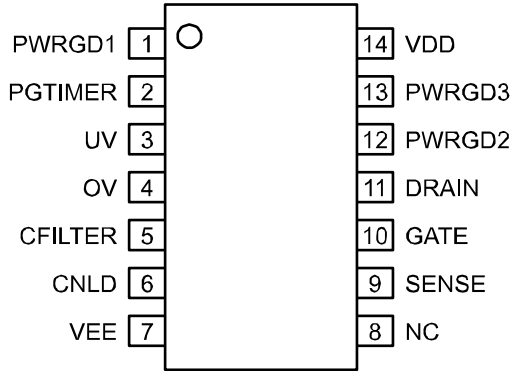 PWRGD1 1 14 VDD
PGTIMER 2 13 PWRGD3
UV 3 12 PWRGD2
OV 4 11 DRAIN
CFILTER 5 10 GATE
CNLD 6 9 SENSE
VEE 7 8 NC